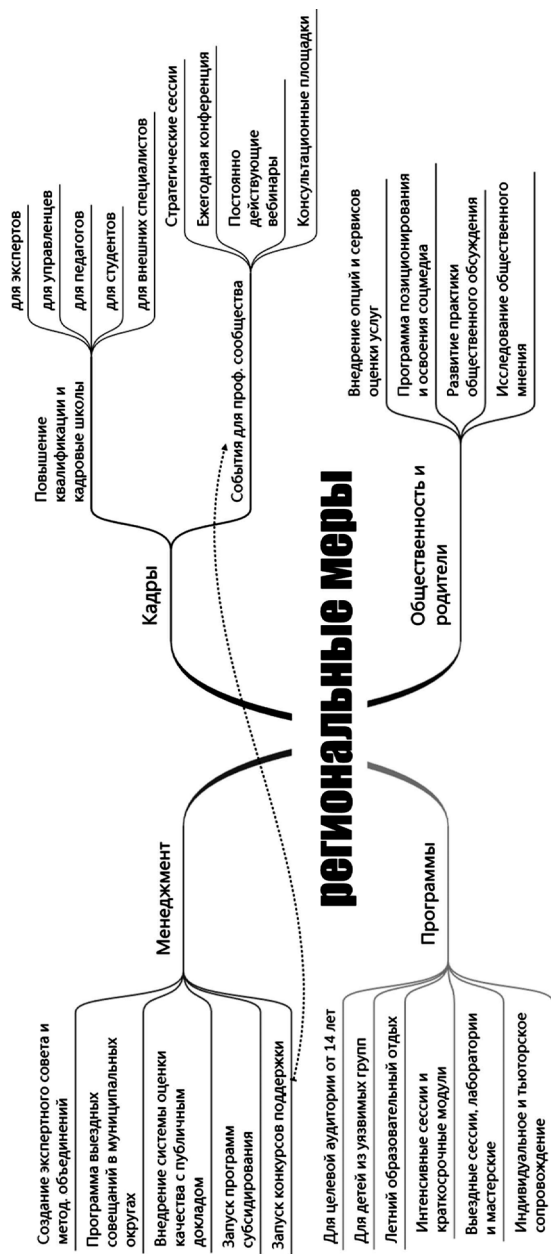 региональные меры
Менеджмент
Создание экспертного совета и
метод. объединений
Программа выездных
совещаний в муниципальных
округах
Внедрение системы оценки
качества с публичным
докладом
Запуск программ
субсидирования
Запуск конкурсов поддержки
Кадры
Повышение
квалификации и
кадровые школы
для экспертов
для управленцев
для педагогов
для студентов
для внешних специалистов
События для проф. сообщества
Стратегические сессии
Ежегодная конференция
Постоянно
действующие
вебинары
Консультационные площадки
Программы
Для целевой аудитории от 14 лет
Для детей из уязвимых групп
Летний образовательный отдых
Интенсивные сессии и
краткосрочные модули
Выездные сессии, лаборатории
и мастерские
Индивидуальное и тьюторское
сопровождение
Общественность и
родители
Внедрение опций и сервисов
оценки услуг
Программа позиционирования
и освоения соцмедиа
Развитие практики
общественного обсуждения
Исследование общественного
мнения